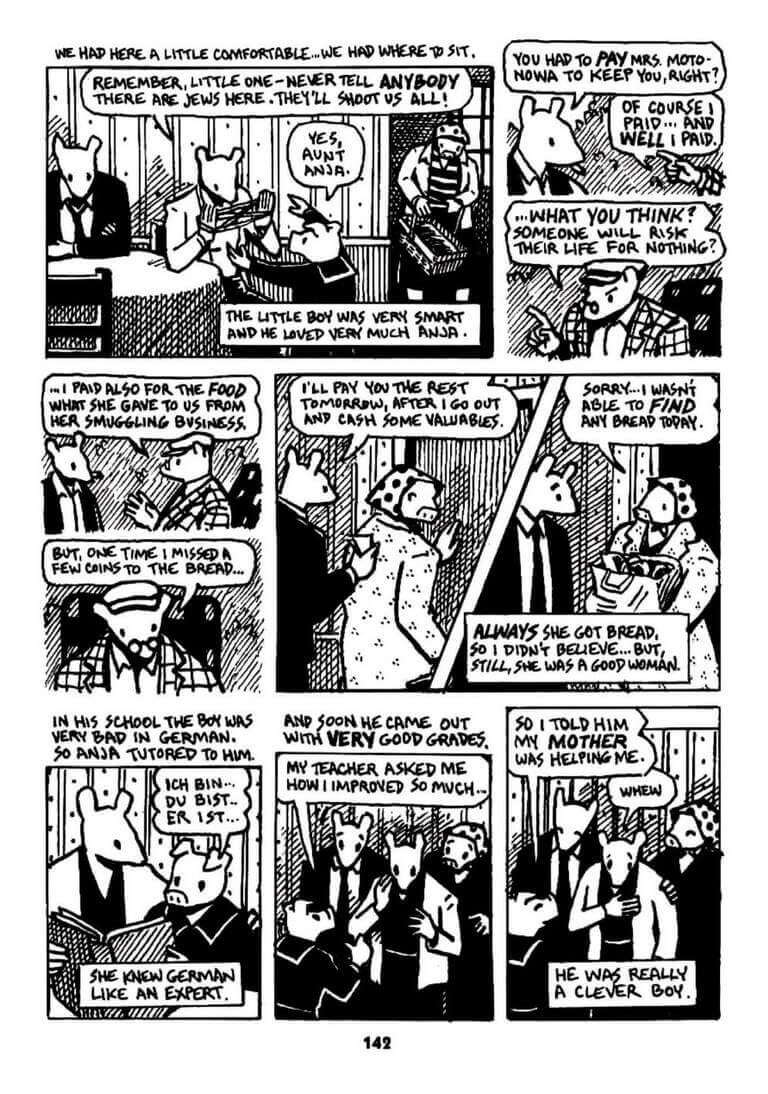 WE HAD HERE A LITTLE COMFORTABLE...WE HAD WHERE TO SIT.
REMEMBER, LITTLE ONE-NEVER TELL ANYBODY
THERE ARE JEWS HERE. THEY'LL SHOOT US ALL!
YES,
AUNT
ANJA.
THE LITTLE BOY WAS VERY SMART
AND HE LOVED VERY MUCH ANJA.
YOU HAD TO PAY MRS. MOTO-
NOWA TO KEEP YOU, RIGHT?
OF COURSE I
PAID... AND
WELL I PAID.
...WHAT YOU THINK?
SOMEONE WILL RISK
THEIR LIFE FOR NOTHING?
...I PAID ALSO FOR THE FOOD
WHAT SHE GAVE TO US FROM
HER SMUGGLING BUSINESS.
BUT, ONE TIME I MISSED A
FEW COINS TO THE BREAD...
I'LL PAY YOU THE REST
TOMORROW, AFTER I GO OUT
AND CASH SOME VALUABLES.
SORRY...I WASN'T
ABLE TO FIND
ANY BREAD TODAY.
ALWAYS SHE GOT BREAD,
SO I DIDN'T BELIEVE... BUT,
STILL, SHE WAS A GOOD WOMAN.
IN HIS SCHOOL THE BOY WAS
VERY BAD IN GERMAN.
SO ANJA TUTORED TO HIM.
ICH BIN...
DU BIST..
ER IST...
SHE KNEW GERMAN
LIKE AN EXPERT.
AND SOON HE CAME OUT
WITH VERY GOOD GRADES.
MY TEACHER ASKED ME
HOW I IMPROVED SO MUCH...
SO I TOLD HIM
MY MOTHER
WAS HELPING ME.
WHEW
HE WAS REALLY
A CLEVER BOY.
142